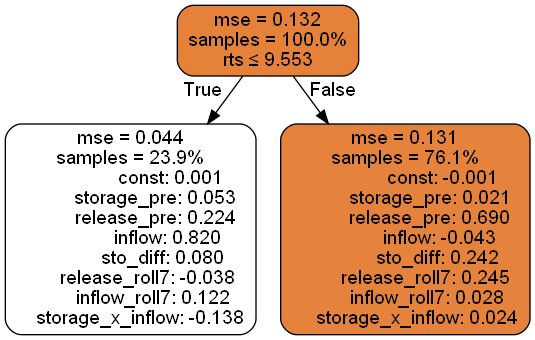 mse = 0.132
samples = 100.0%
rts ≤ 9.553
True
False
mse = 0.044
samples = 23.9%
const: 0.001
storage_pre: 0.053
release_pre: 0.224
inflow: 0.820
sto_diff: 0.080
release_roll7: -0.038
inflow_roll7: 0.122
storage_x_inflow: -0.138
mse = 0.131
samples = 76.1%
const: -0.001
storage_pre: 0.021
release_pre: 0.690
inflow: -0.043
sto_diff: 0.242
release_roll7: 0.245
inflow_roll7: 0.028
storage_x_inflow: 0.024